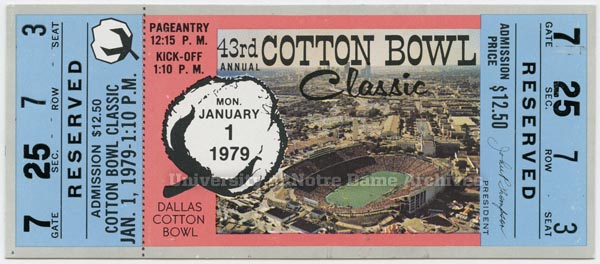 3
SEAT
7
ROW
25
SEC.
7
GATE
RESERVED
ADMISSION $12.50
COTTON BOWL CLASSIC
JAN. 1, 1979-1:10 P.M.
PAGEANTRY
12:15 P. M.
KICK-OFF
1:10 P. M.
43rd
ANNUAL
COTTON BOWL
Classic
MON.
JANUARY
1
1979
University of Notre Dame Archives
DALLAS
COTTON
BOWL
ADMISSION
PRICE
$12.50
PRESIDENT
RESERVED
GATE
7
SEC.
25
ROW
7
SEAT
3